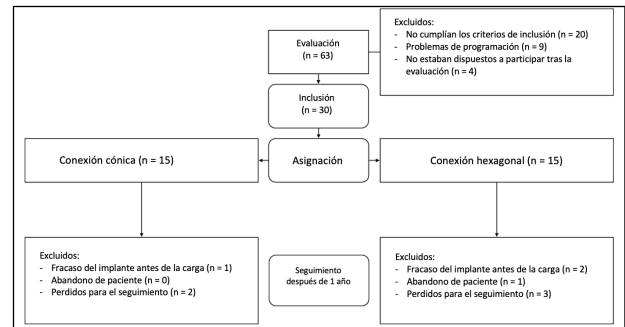 Evaluación
(n = 63)
Excluidos:
- No cumplían los criterios de inclusión (n = 20)
- Problemas de programación (n = 9)
- No estaban dispuestos a participar tras la
evaluación (n = 4)
Inclusión
(n = 30)
Conexión cónica (n = 15)
Asignación
Conexión hexagonal (n = 15)
Excluidos:
- Fracaso del implante antes de la carga (n = 1)
- Abandono de paciente (n = 0)
- Perdidos para el seguimiento (n = 2)
Seguimiento
después de 1 año
Excluidos:
- Fracaso del implante antes de la carga (n = 2)
- Abandono de paciente (n = 1)
- Perdidos para el seguimiento (n = 3)